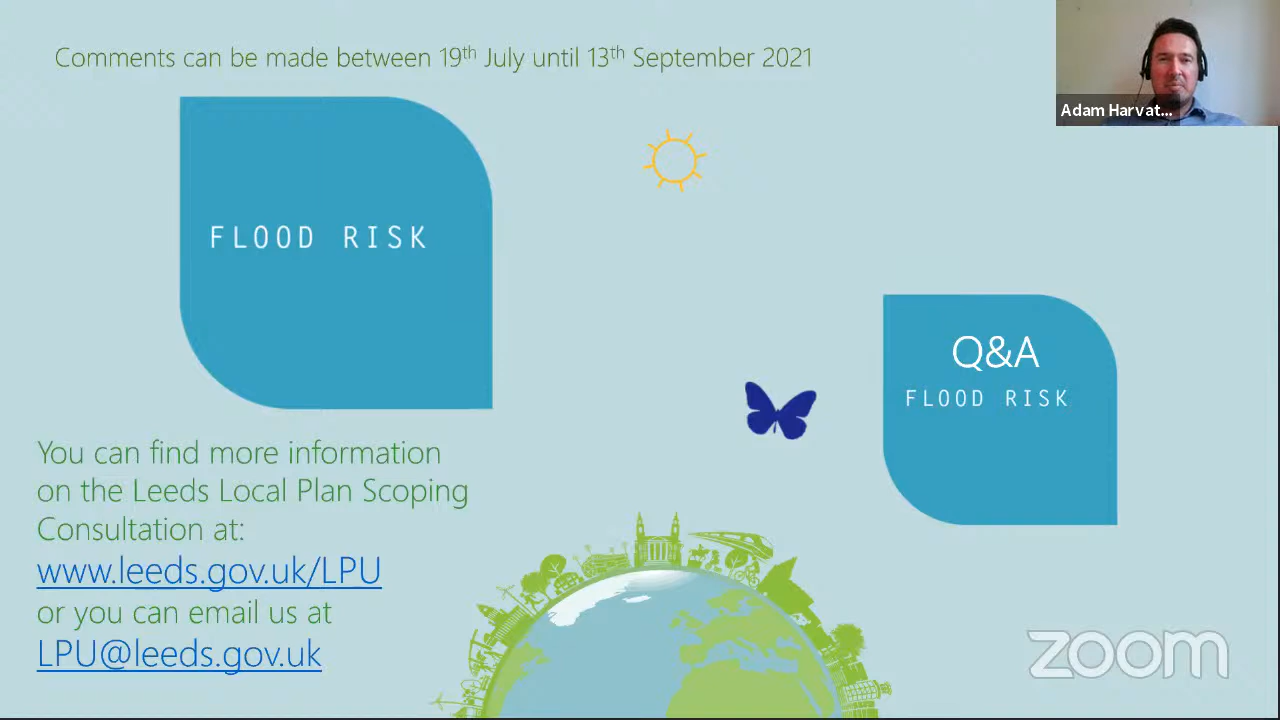 Comments can be made between 19th July until 13th September 2021
Adam Harvat...
FLOOD RISK
Q&A
FLOOD RISK
You can find more information
on the Leeds Local Plan Scoping
Consultation at:
www.leeds.gov.uk/LPU
or you can email us at
LPU@leeds.gov.uk
zoom